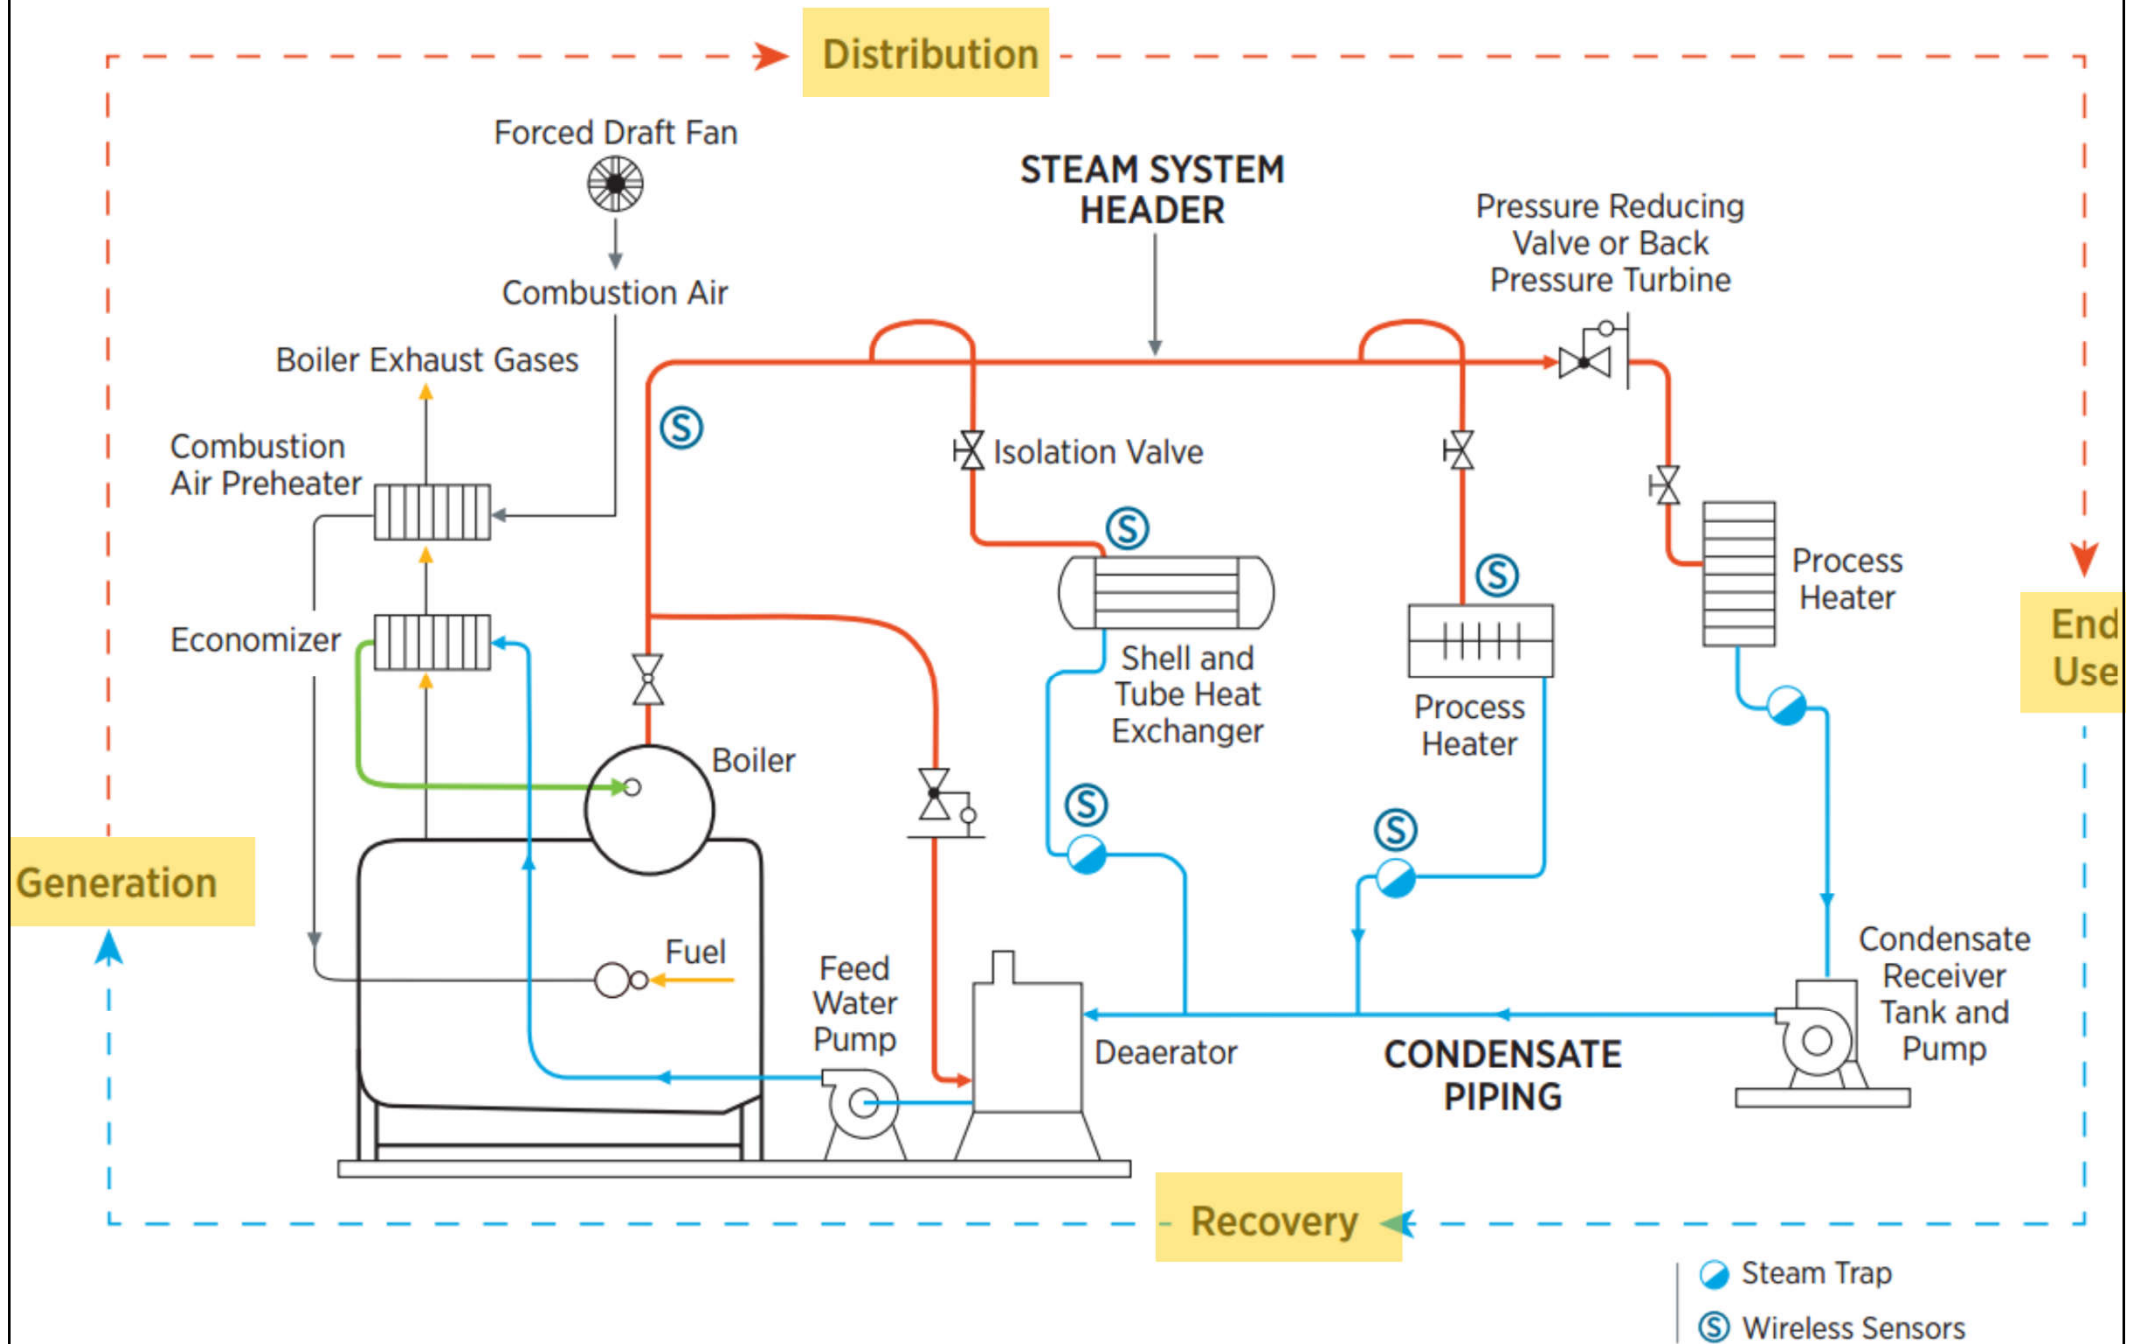 Distribution
Forced Draft Fan
STEAM SYSTEM
HEADER
Pressure Reducing
Valve or Back
Pressure Turbine
Combustion Air
Boiler Exhaust Gases
S
Combustion
Air Preheater
Isolation Valve
S
S
Process
Heater
End
Use
Economizer
Shell and
Tube Heat
Exchanger
Process
Heater
Boiler
S
S
Generation
Fuel
Feed
Water
Pump
Condensate
Receiver
Tank and
Pump
Deaerator
CONDENSATE
PIPING
Recovery
Steam Trap
S Wireless Sensors